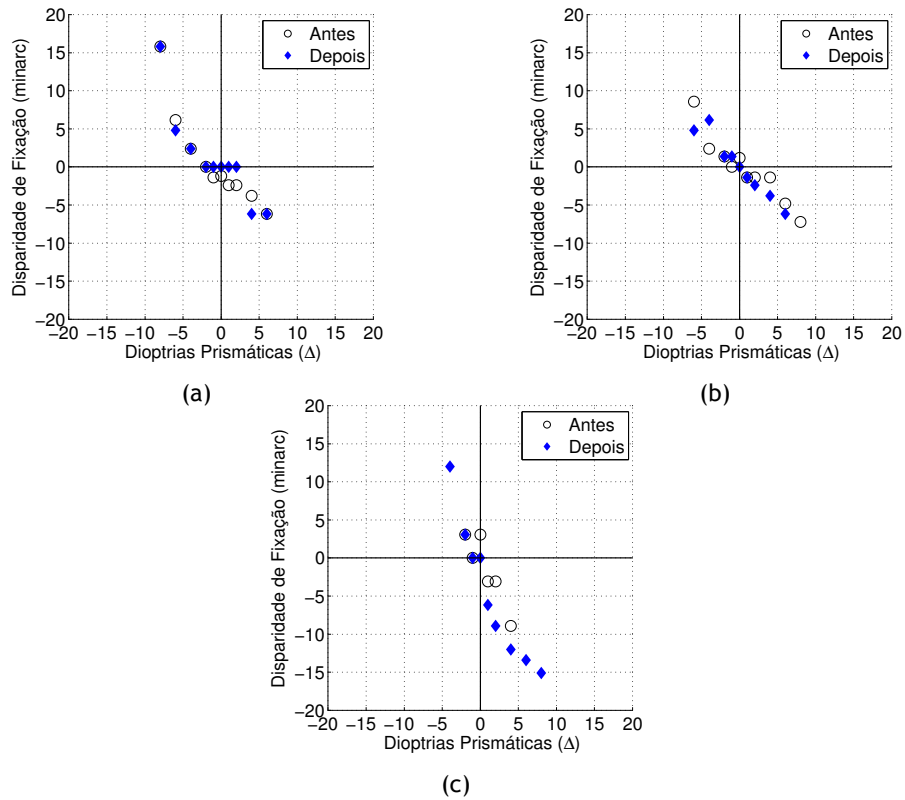 20
15
10
5
0
−5
−10
−15
−20
−20 −15 −10 −5 0 5 10 15 20
Disparidade de Fixação (minarc)
Dioptrias Prismáticas (Δ)
Antes
Depois
(a)
20
15
10
5
0
−5
−10
−15
−20
−20 −15 −10 −5 0 5 10 15 20
Disparidade de Fixação (minarc)
Dioptrias Prismáticas (Δ)
Antes
Depois
(b)
20
15
10
5
0
−5
−10
−15
−20
−20 −15 −10 −5 0 5 10 15 20
Disparidade de Fixação (minarc)
Dioptrias Prismáticas (Δ)
Antes
Depois
(c)